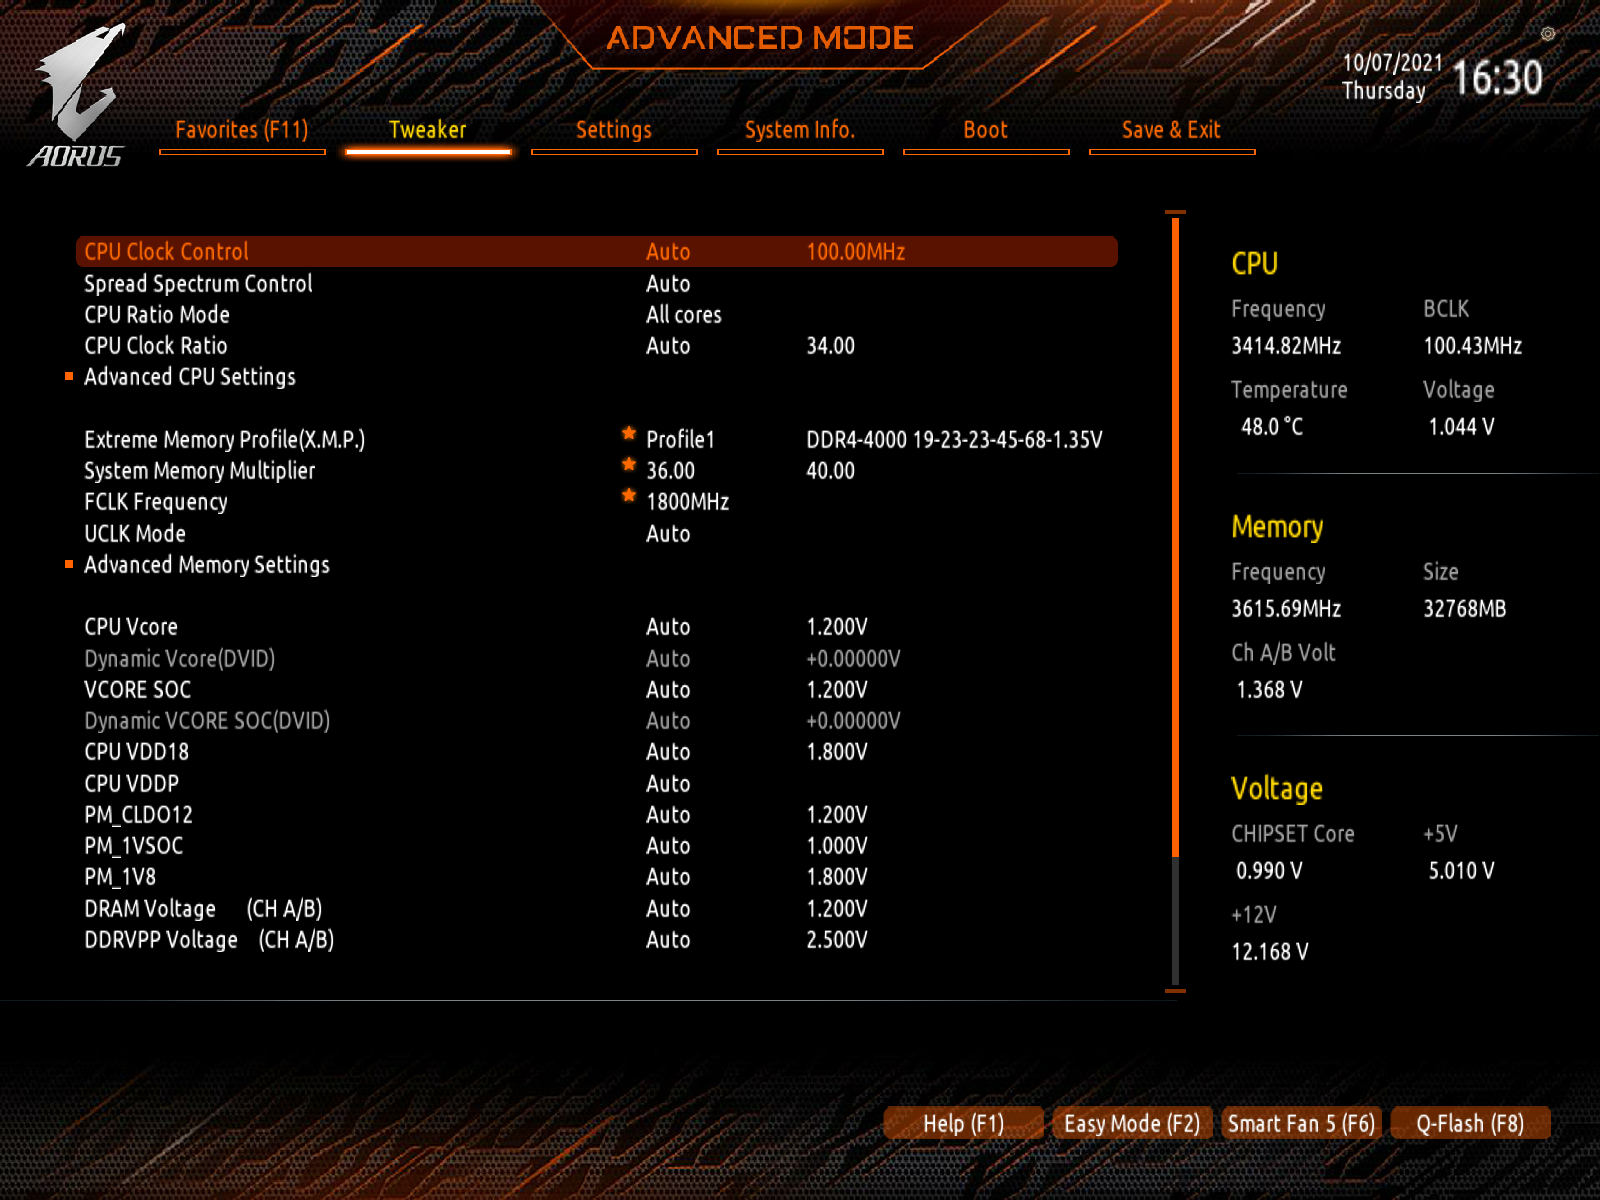 ADVANCED MODE
AORUS
10/07/2021
Thursday
16:30
Favorites (F11) Tweaker Settings System Info. Boot Save & Exit
CPU Clock Control Auto 100.00MHz
Spread Spectrum Control Auto
CPU Ratio Mode All cores
CPU Clock Ratio Auto 34.00
Advanced CPU Settings
Extreme Memory Profile(X.M.P.) Profile1 DDR4-4000 19-23-23-45-68-1.35V
System Memory Multiplier 36.00 40.00
FCLK Frequency 1800MHz
UCLK Mode Auto
Advanced Memory Settings
CPU Vcore Auto 1.200V
Dynamic Vcore(DVID) Auto +0.00000V
VCORE SOC Auto 1.200V
Dynamic VCORE SOC(DVID) Auto +0.00000V
CPU VDD18 Auto 1.800V
CPU VDDP Auto
PM_CLDO12 Auto 1.200V
PM_1VSOC Auto 1.000V
PM_1V8 Auto 1.800V
DRAM Voltage (CH A/B) Auto 1.200V
DDRVPP Voltage (CH A/B) Auto 2.500V
CPU
Frequency BCLK
3414.82MHz 100.43MHz
Temperature Voltage
48.0 °C 1.044 V
Memory
Frequency Size
3615.69MHz 32768MB
Ch A/B Volt
1.368 V
Voltage
CHIPSET Core +5V
0.990 V 5.010 V
+12V
12.168 V
Help (F1) Easy Mode (F2) Smart Fan 5 (F6) Q-Flash (F8)